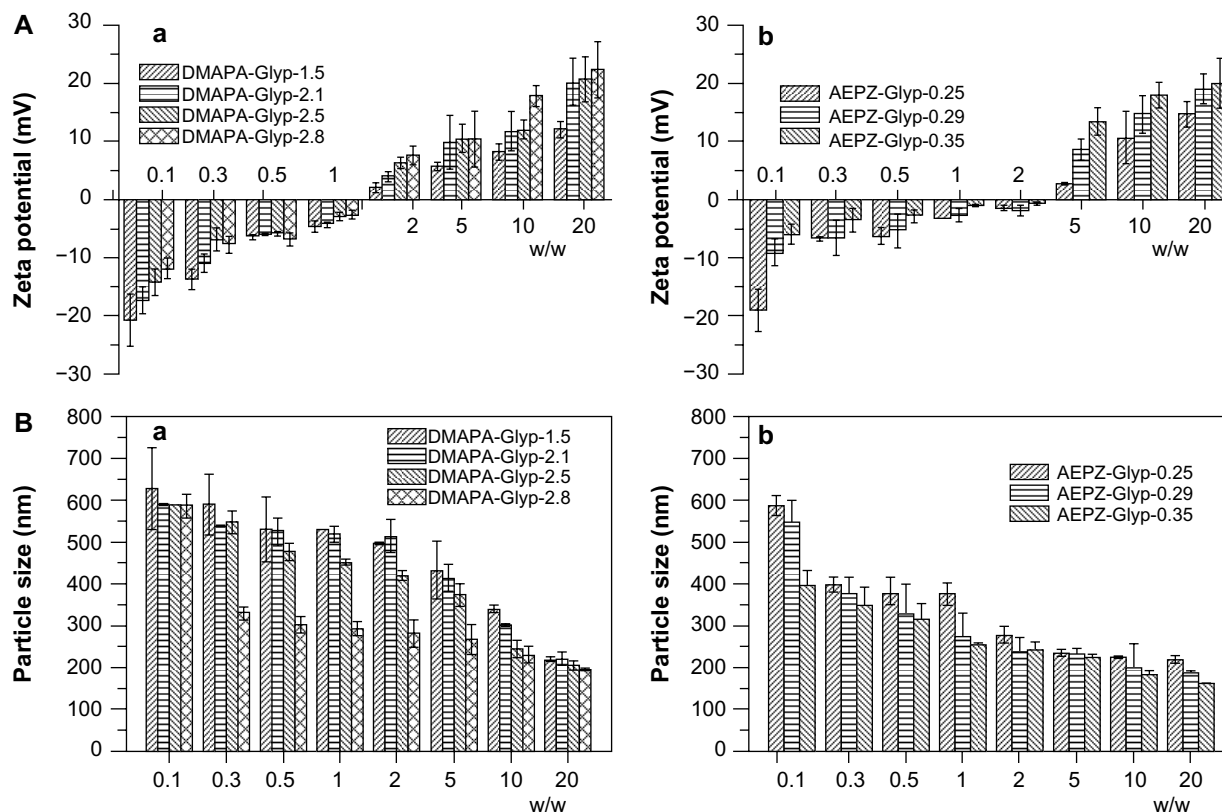 A
a
b
30
20
10
0
−10
−20
−30
Zeta potential (mV)
DMAPA-Glyp-1.5
DMAPA-Glyp-2.1
DMAPA-Glyp-2.5
DMAPA-Glyp-2.8
0.1 0.3 0.5 1
2 5 10 20
w/w
30
20
10
0
−10
−20
−30
Zeta potential (mV)
AEPZ-Glyp-0.25
AEPZ-Glyp-0.29
AEPZ-Glyp-0.35
0.1 0.3 0.5 1 2
5 10 20
w/w
B
a
800
700
600
500
400
300
200
100
0
Particle size (nm)
DMAPA-Glyp-1.5
DMAPA-Glyp-2.1
DMAPA-Glyp-2.5
DMAPA-Glyp-2.8
0.1 0.3 0.5 1 2 5 10 20
w/w
b
800
700
600
500
400
300
200
100
0
Particle size (nm)
AEPZ-Glyp-0.25
AEPZ-Glyp-0.29
AEPZ-Glyp-0.35
0.1 0.3 0.5 1 2 5 10 20
w/w